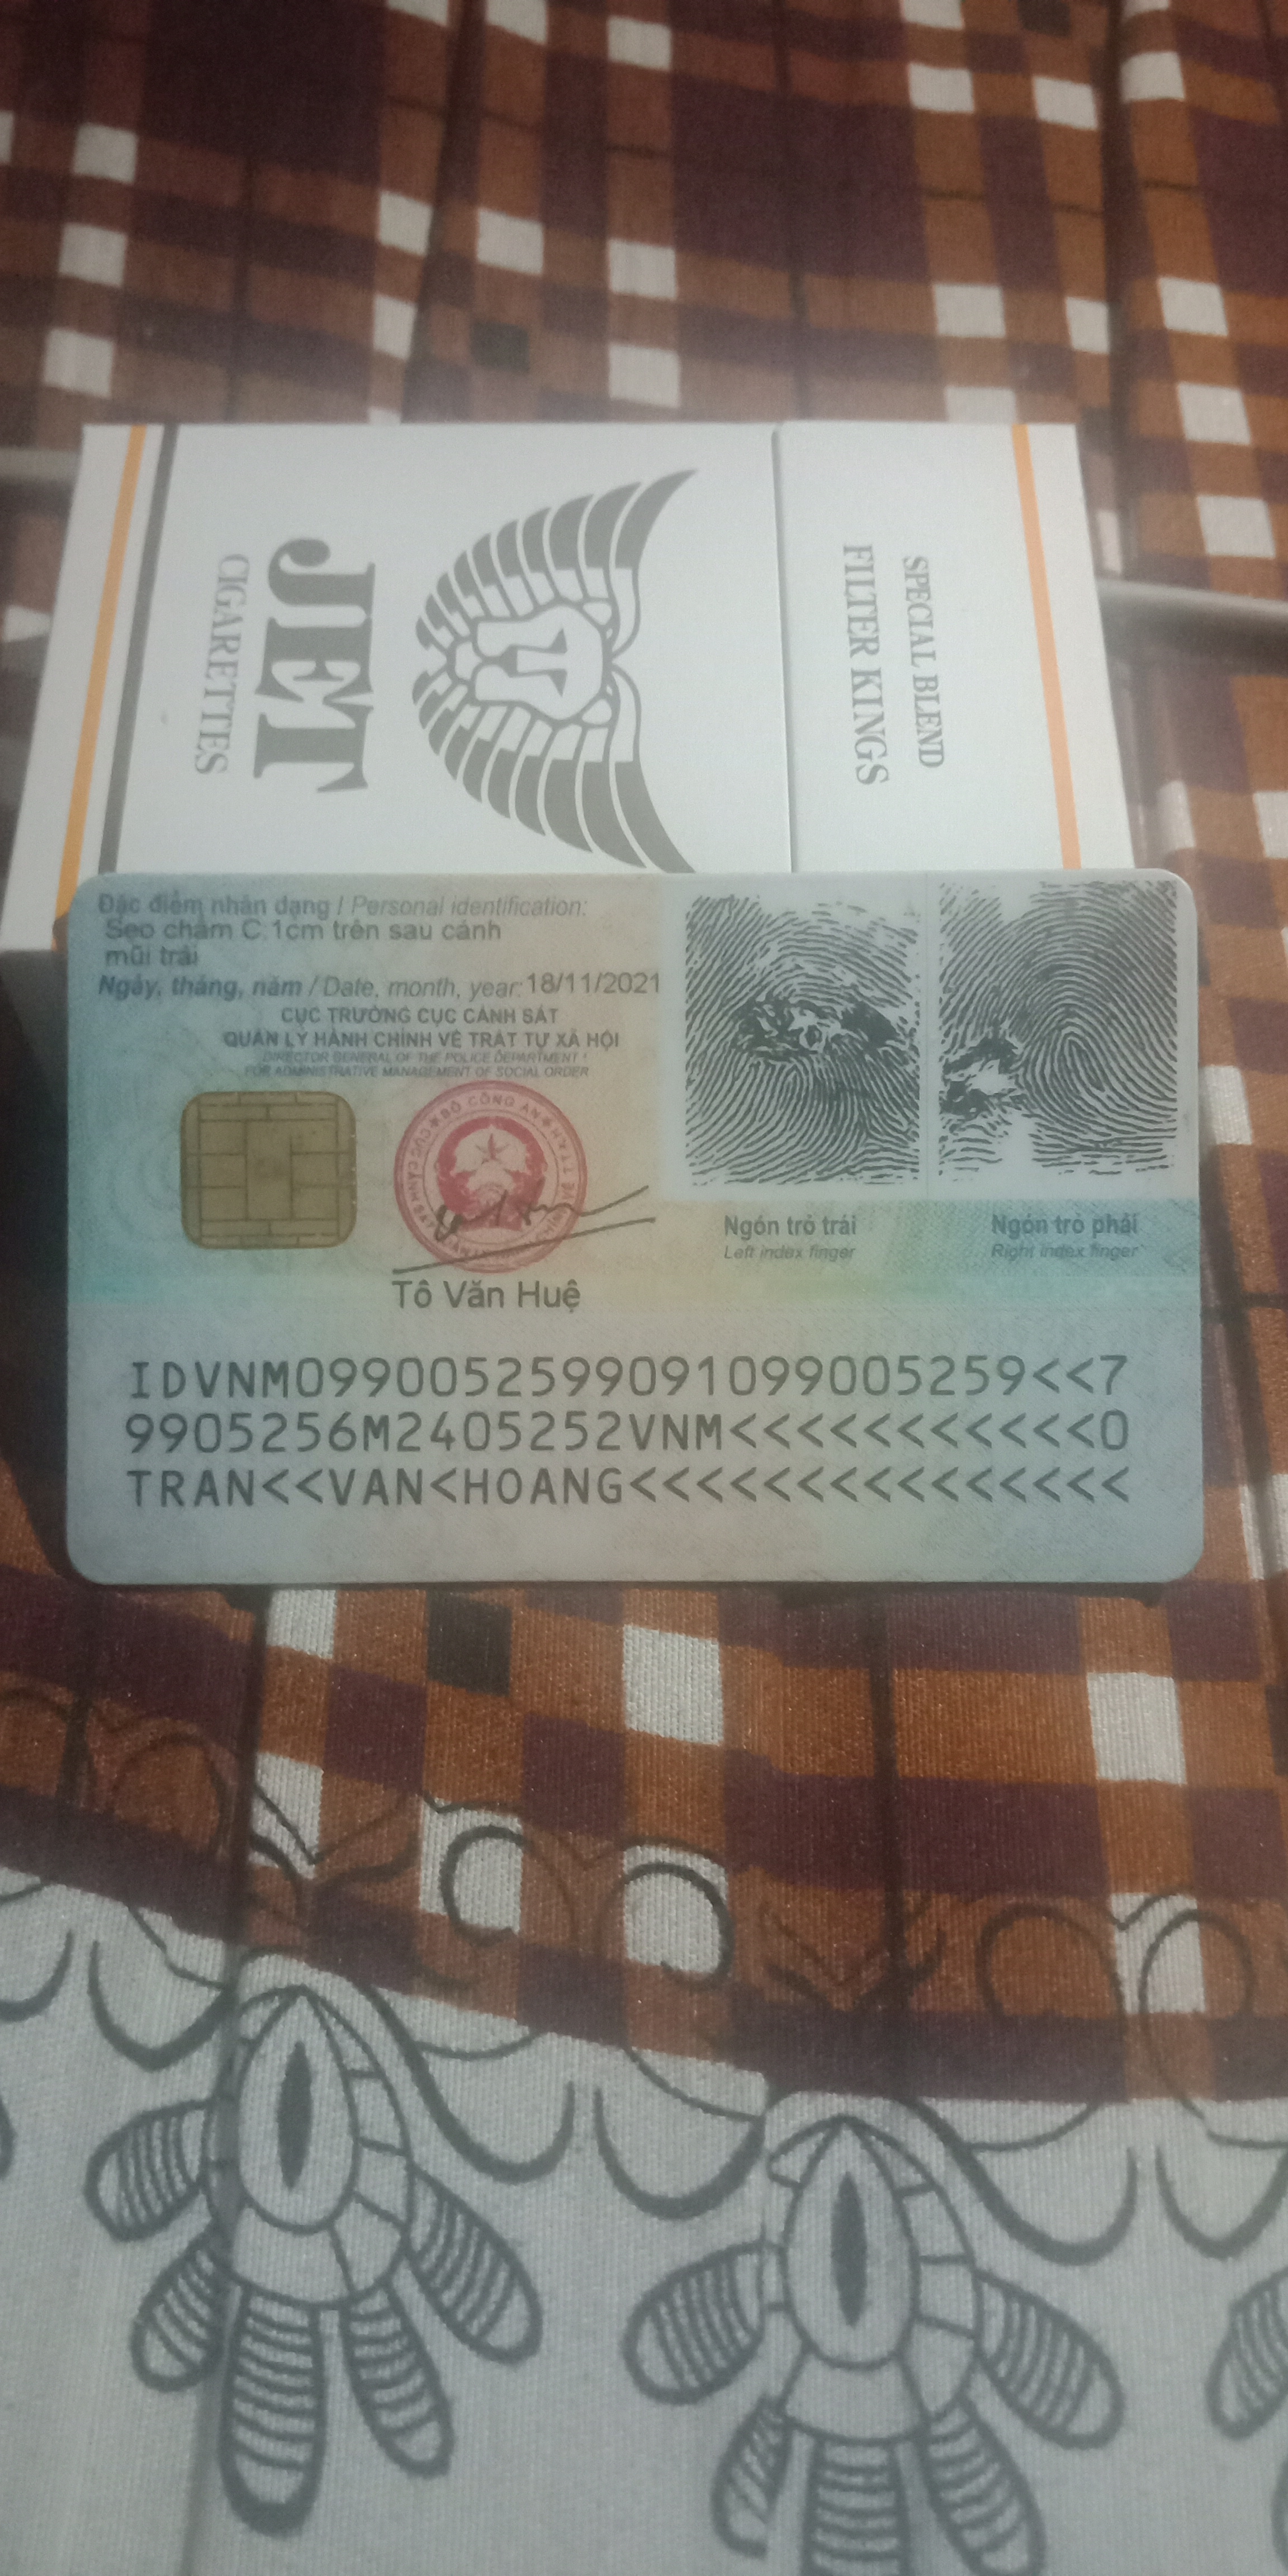 SPECIAL BLEND
FILTER KINGS
JET
CIGARETTES
Đặc điểm nhân dạng / Personal identification:
Sẹo chấm C.1cm trên sau cánh
mũi trái
Ngày, tháng, năm / Date, month, year: 18/11/2021
CỤC TRƯỞNG CỤC CẢNH SÁT
QUẢN LÝ HÀNH CHÍNH VỀ TRẬT TỰ XÃ HỘI
DIRECTOR GENERAL OF THE POLICE DEPARTMENT
FOR ADMINISTRATIVE MANAGEMENT OF SOCIAL ORDER
BỘ CÔNG AN
Tô Văn Huệ
Ngón trỏ trái
Left index finger
Ngón trỏ phải
Right index finger
IDVNM0990052599091099005259<<7
9905256M2405252VNM<<<<<<<<<<<0
TRAN<<VAN<HOANG<<<<<<<<<<<<<<<